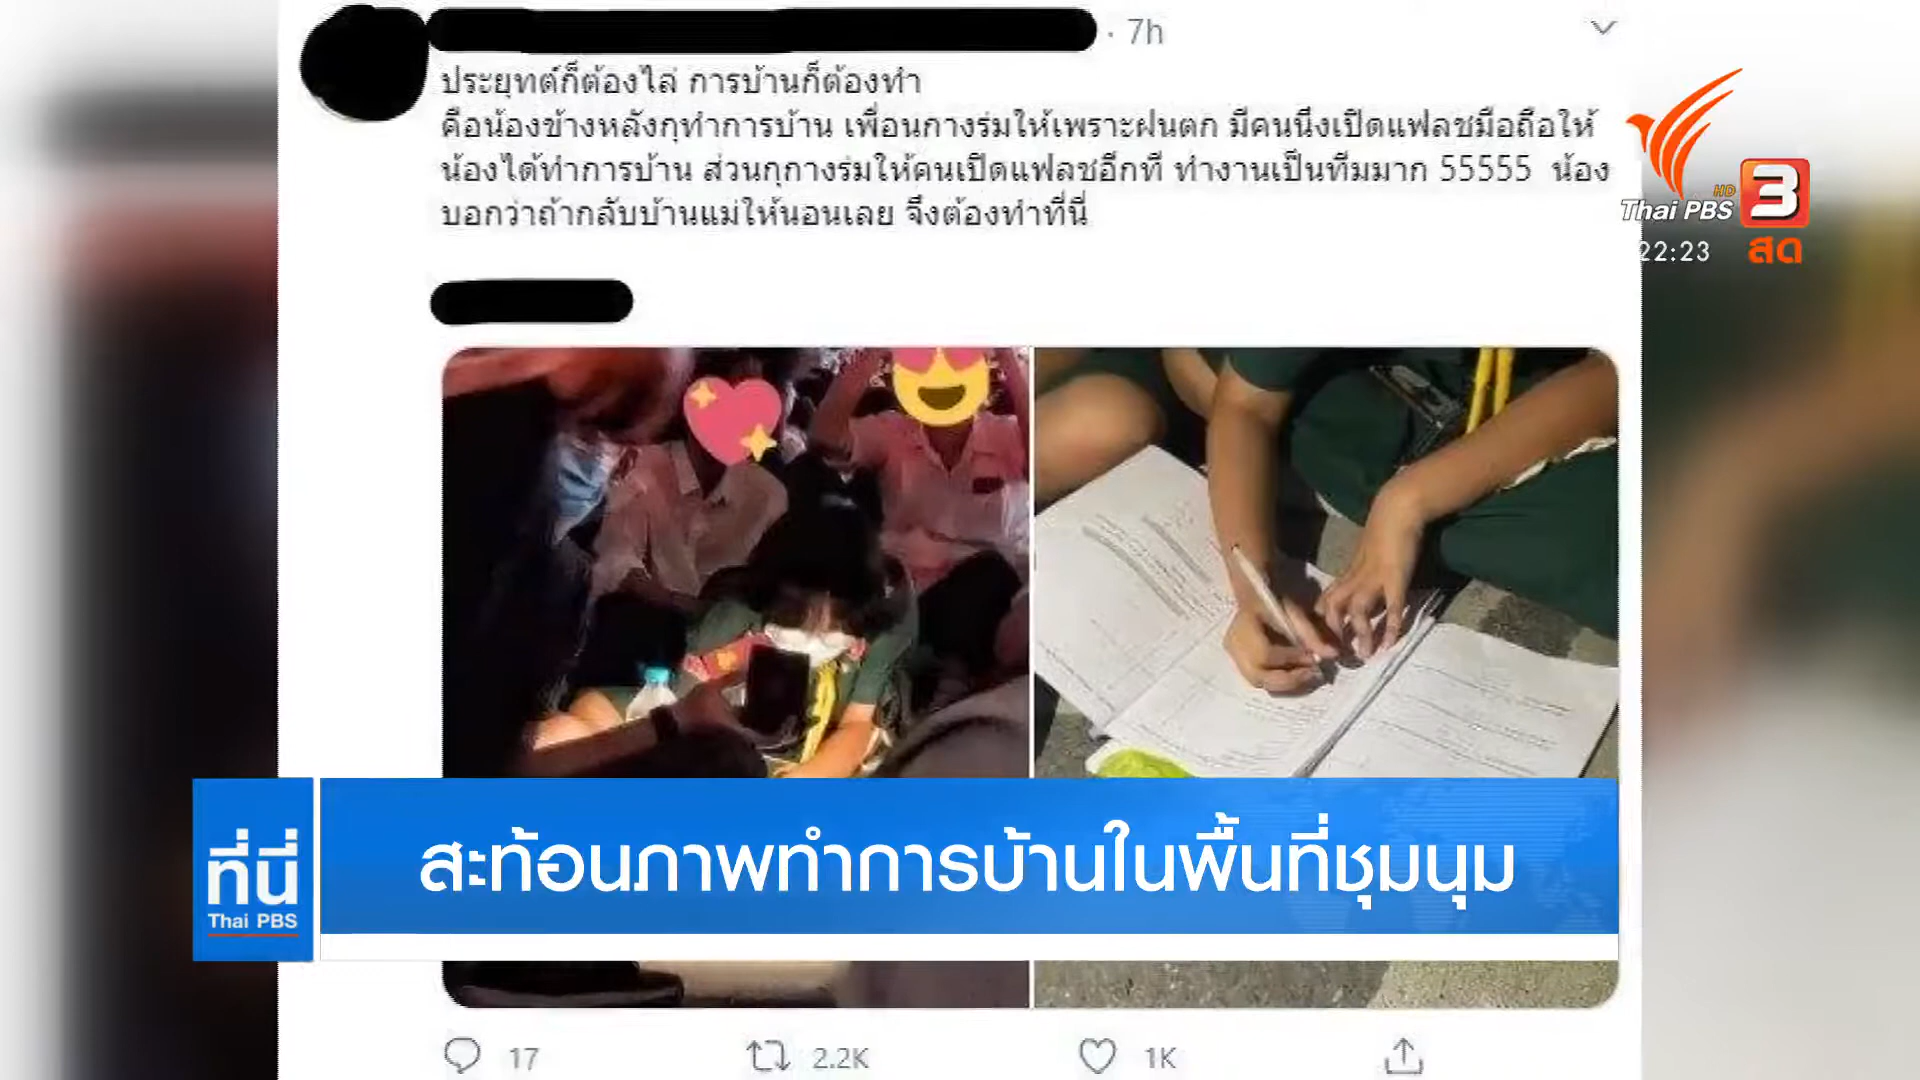 7h
ประยุทต์ก็ต้องไล่ การบ้านก็ต้องทำ
คือน้องข้างหลังกุทำการบ้าน เพื่อนกางร่มให้เพราะฝนตก มีคนนึงเปิดแฟลชมือถือให้
น้องได้ทำการบ้าน ส่วนกุกางร่มให้คนเปิดแฟลชอีกที ทำงานเป็นทีมมาก 55555 น้อง
บอกว่าถ้ากลับบ้านแม่ให้นอนเลย จึงต้องทำที่นี่
Thai PBS HD 3
22:23 สด
ที่นี่
Thai PBS
สะท้อนภาพทำการบ้านในพื้นที่ชุมนุม
17 2.2K 1K